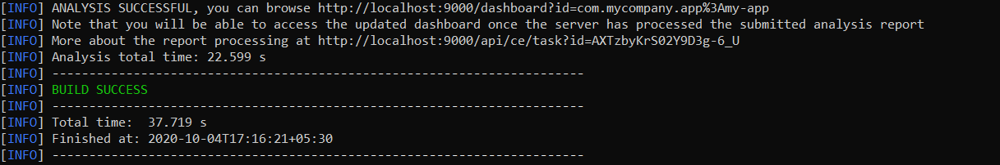 [INFO] ANALYSIS SUCCESSFUL, you can browse http://localhost:9000/dashboard?id=com.mycompany.app%3Amy-app
[INFO] Note that you will be able to access the updated dashboard once the server has processed the submitted analysis report
[INFO] More about the report processing at http://localhost:9000/api/ce/task?id=AXTzbyKrS02Y9D3g-6_U
[INFO] Analysis total time: 22.599 s
[INFO] ------------------------------------------------------------------------
[INFO] BUILD SUCCESS
[INFO] ------------------------------------------------------------------------
[INFO] Total time:  37.719 s
[INFO] Finished at: 2020-10-04T17:16:21+05:30
[INFO] ------------------------------------------------------------------------